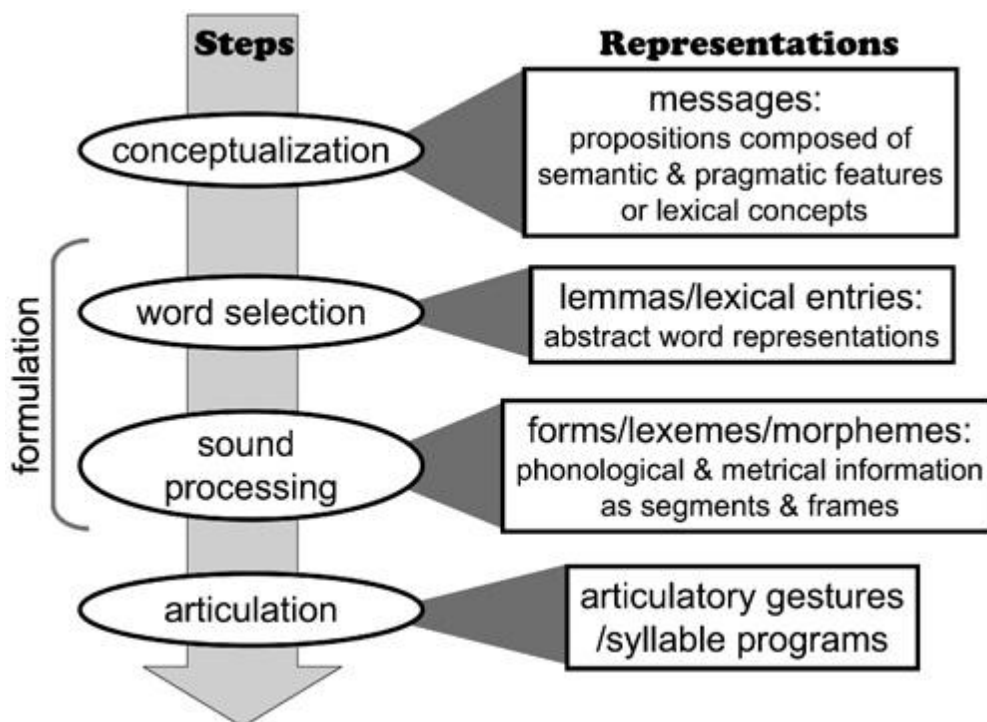 Steps
Representations
conceptualization
messages:
propositions composed of
semantic & pragmatic features
or lexical concepts
formulation
word selection
lemmas/lexical entries:
abstract word representations
sound
processing
forms/lexemes/morphemes:
phonological & metrical information
as segments & frames
articulation
articulatory gestures
/syllable programs